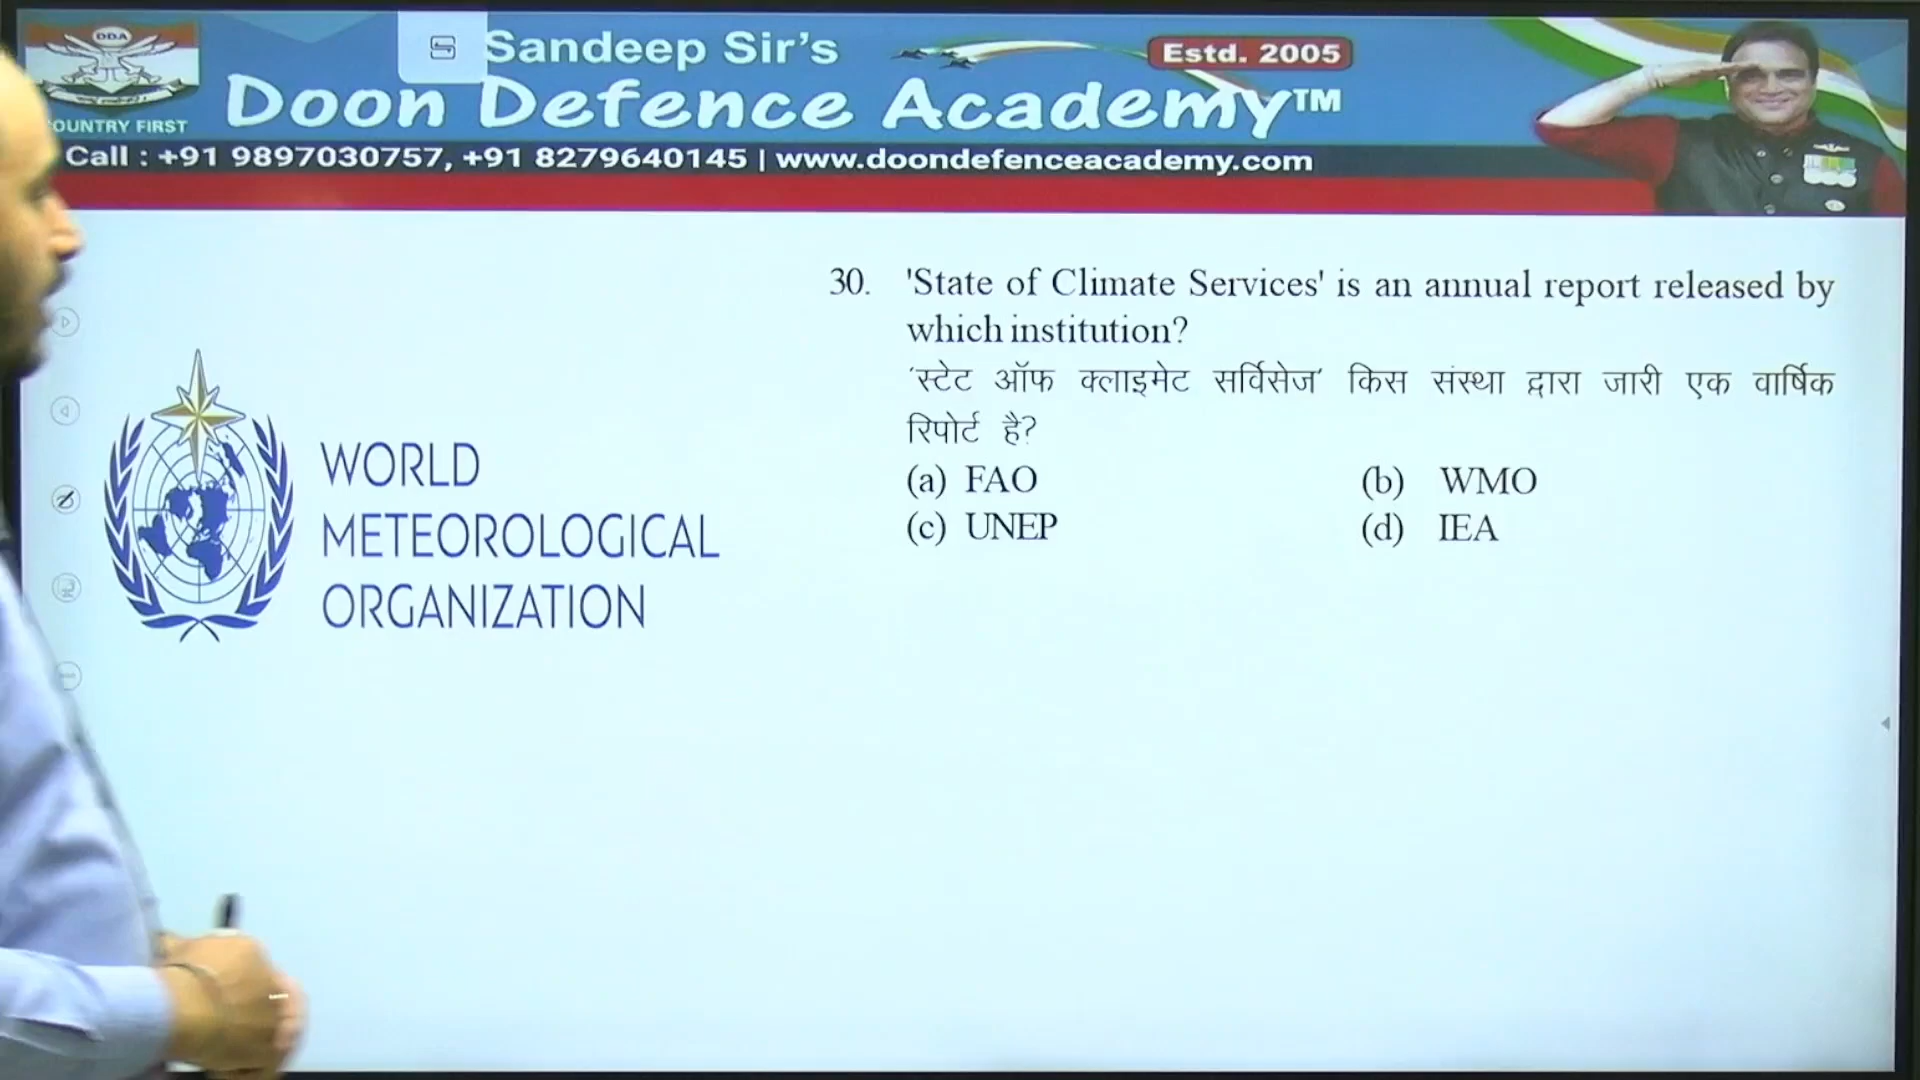 DDA
OUNTRY FIRST
Sandeep Sir's
Estd. 2005
Doon Defence Academy™
Call : +91 9897030757, +91 8279640145 | www.doondefenceacademy.com
WORLD
METEOROLOGICAL
ORGANIZATION
30. 'State of Climate Services' is an annual report released by
which institution?
'स्टेट ऑफ क्लाइमेट सर्विसेज' किस संस्था द्वारा जारी एक वार्षिक
रिपोर्ट है?
(a) FAO (b) WMO
(c) UNEP (d) IEA